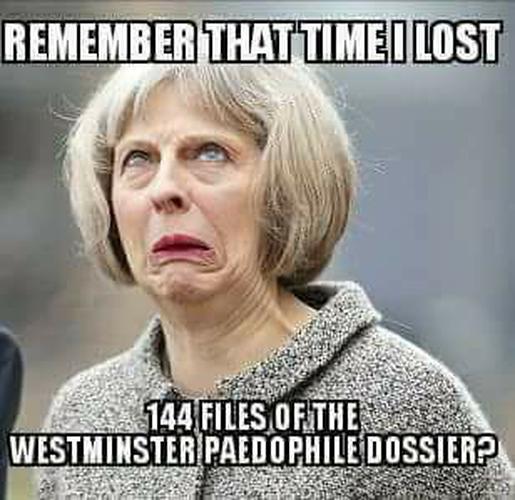 REMEMBER THAT TIME I LOST
144 FILES OF THE
WESTMINSTER PAEDOPHILE DOSSIER?